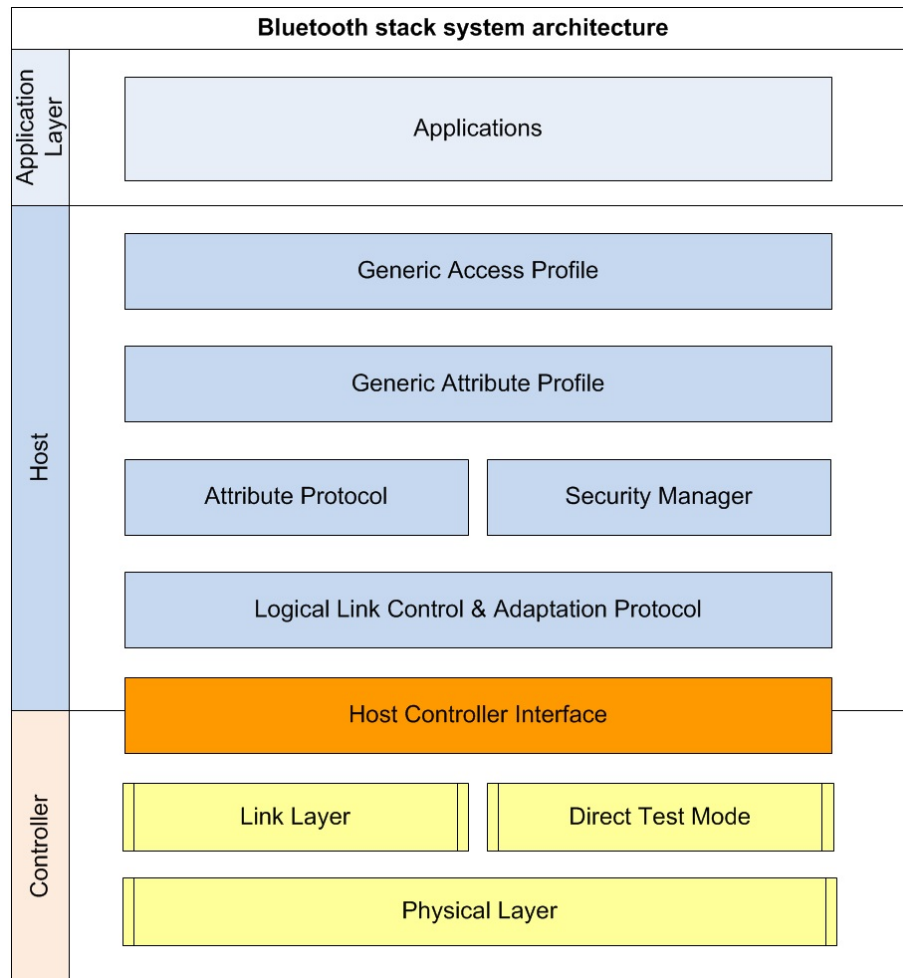 Bluetooth stack system architecture
Application
Layer
Applications
Host
Generic Access Profile
Generic Attribute Profile
Attribute Protocol
Security Manager
Logical Link Control & Adaptation Protocol
Host Controller Interface
Controller
Link Layer
Direct Test Mode
Physical Layer